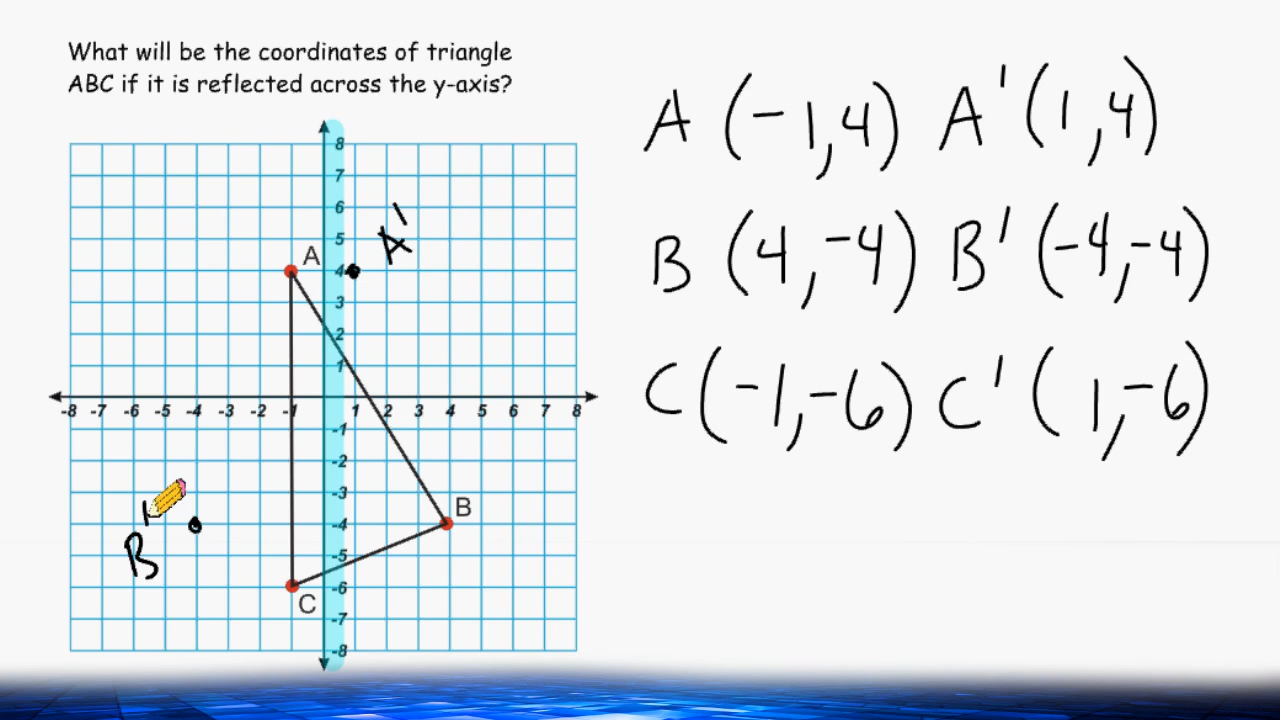 What will be the coordinates of triangle
ABC if it is reflected across the y-axis?
A (-1,4) A' (1,4)
B (4,-4) B' (-4,-4)
C (-1,-6) C' (1,-6)
8
7
6
5
A'
A
4
3
2
1
-8 -7 -6 -5 -4 -3 -2 -1 1 2 3 4 5 6 7 8
-1
-2
-3
B
-4
B'
-5
-6
C
-7
-8